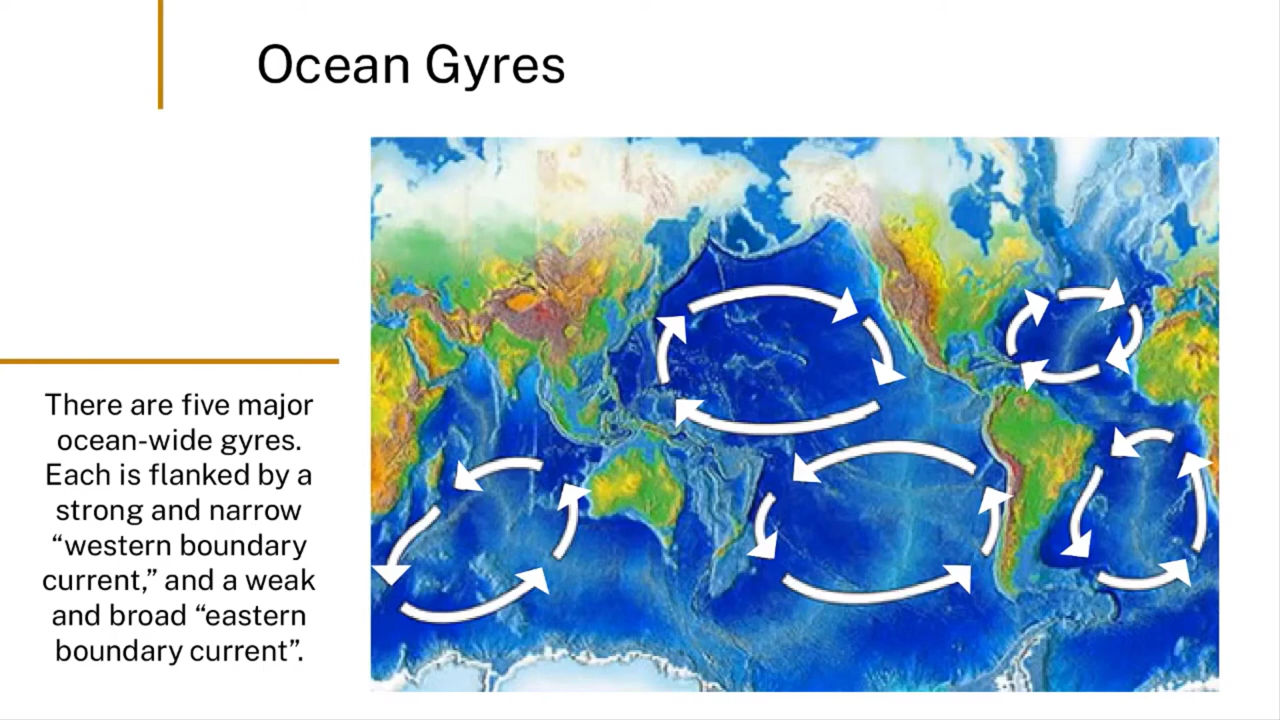 Ocean Gyres
There are five major
ocean-wide gyres.
Each is flanked by a
strong and narrow
“western boundary
current,” and a weak
and broad “eastern
boundary current”.